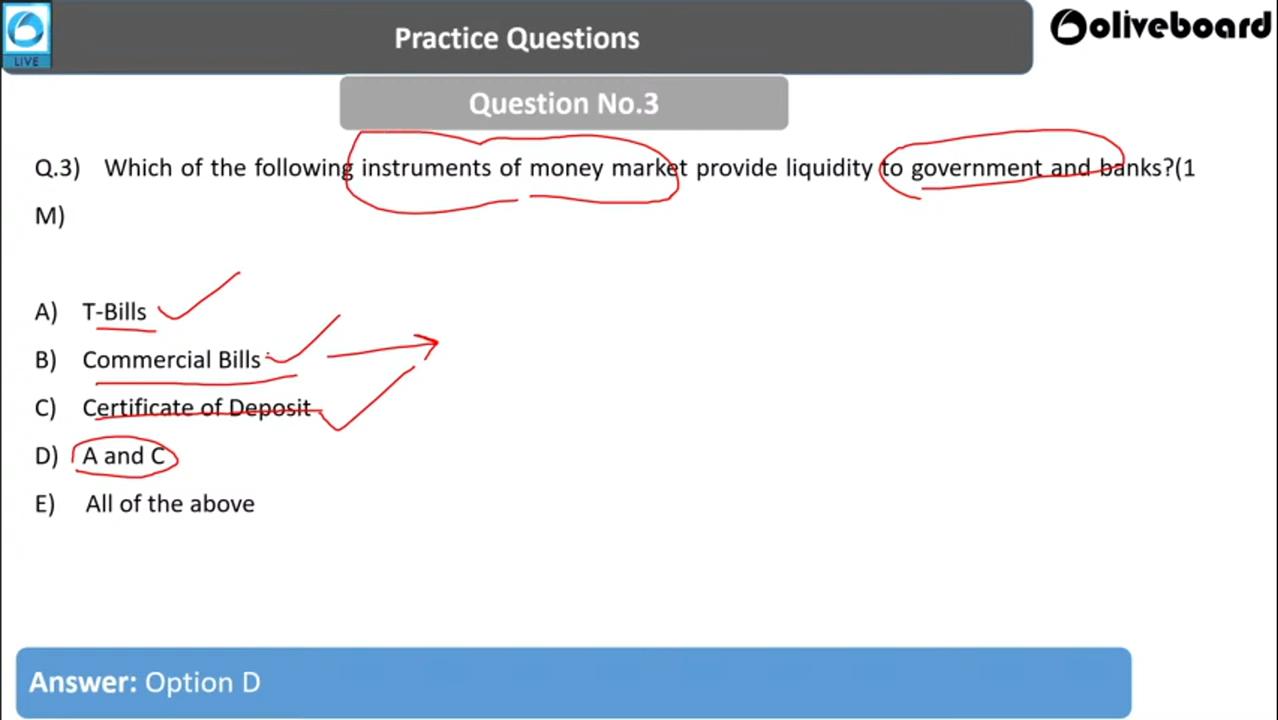 LIVE
Practice Questions
oliveboard
Question No.3
Q.3) Which of the following instruments of money market provide liquidity to government and banks?(1
M)
A) T-Bills
B) Commercial Bills
C) Certificate of Deposit
D) A and C
E) All of the above
Answer: Option D